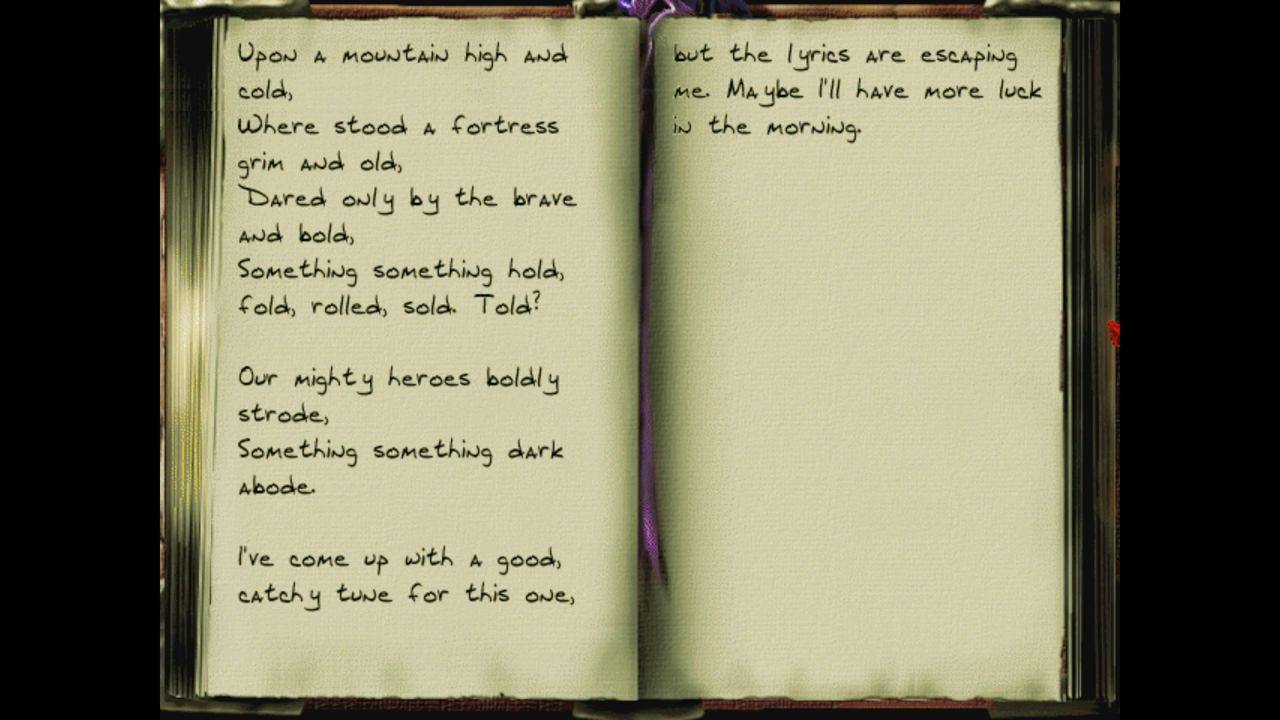 Upon a mountain high and
cold,
Where stood a fortress
grim and old,
Dared only by the brave
and bold,
Something something hold,
fold, rolled, sold. Told?
Our mighty heroes boldly
strode,
Something something dark
abode.
I've come up with a good,
catchy tune for this one,
but the lyrics are escaping
me. Maybe I'll have more luck
in the morning.